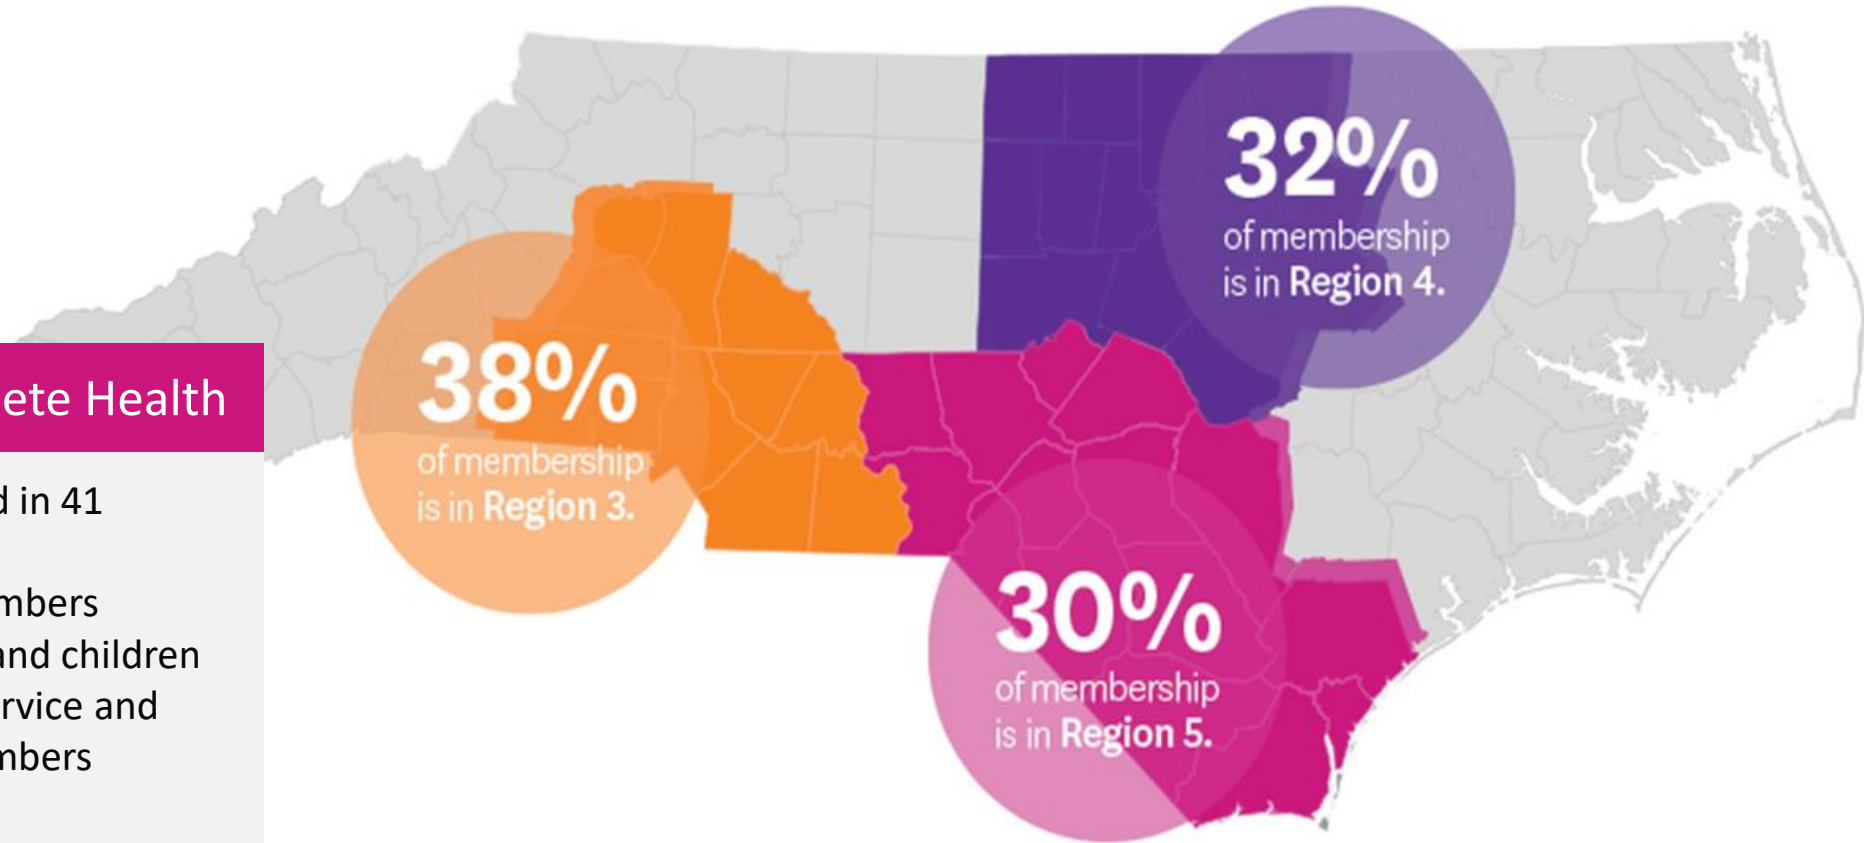 ete Health
d in 41
mbers
and children
rvice and
mbers
38%
of membership
is in Region 3.
32%
of membership
is in Region 4.
30%
of membership
is in Region 5.